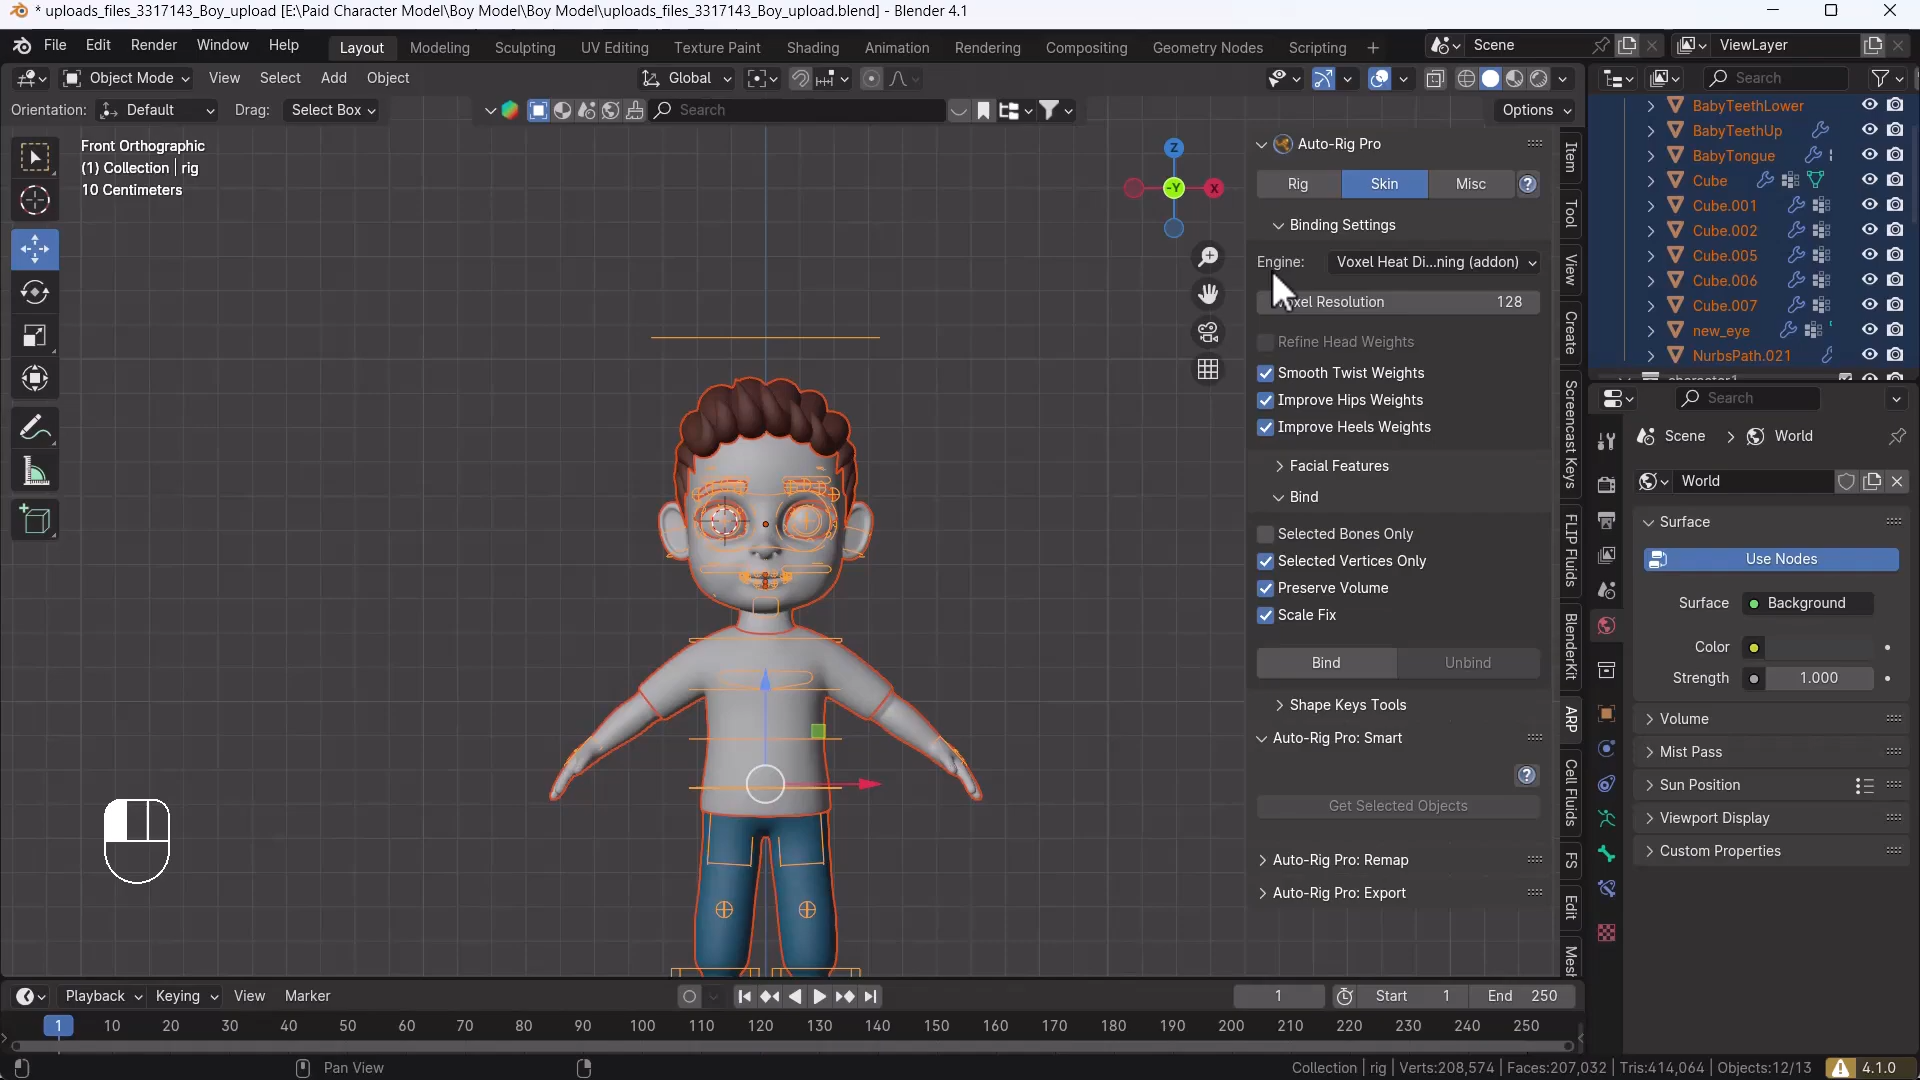 * uploads_files_3317143_Boy_upload [E:\Paid Character Model\Boy Model\Boy Model\uploads_files_3317143_Boy_upload.blend] - Blender 4.1
File Edit Render Window Help
Layout Modeling Sculpting UV Editing Texture Paint Shading Animation Rendering Compositing Geometry Nodes Scripting +
Scene
ViewLayer
Object Mode View Select Add Object
Global
Search
Orientation: Default Drag: Select Box
Search
Options
Front Orthographic
(1) Collection | rig
10 Centimeters
Z
-Y
X
Auto-Rig Pro
Rig Skin Misc
Binding Settings
Engine: Voxel Heat Di...ning (addon)
oxel Resolution 128
Refine Head Weights
Smooth Twist Weights
Improve Hips Weights
Improve Heels Weights
Facial Features
Bind
Selected Bones Only
Selected Vertices Only
Preserve Volume
Scale Fix
Bind Unbind
Shape Keys Tools
Auto-Rig Pro: Smart
Get Selected Objects
Auto-Rig Pro: Remap
Auto-Rig Pro: Export
Item
Tool
View
Create
Screencast Keys
FLIP Fluids
BlenderKit
ARP
Cell Fluids
FS
Edit
Mes
BabyTeethLower
BabyTeethUp
BabyTongue
Cube
Cube.001
Cube.002
Cube.005
Cube.006
Cube.007
new_eye
NurbsPath.021
Search
Scene > World
World
Surface
Use Nodes
Surface Background
Color
Strength 1.000
Volume
Mist Pass
Sun Position
Viewport Display
Custom Properties
Playback Keying View Marker
1
Start 1
End 250
1 10 20 30 40 50 60 70 80 90 100 110 120 130 140 150 160 170 180 190 200 210 220 230 240 250
Pan View
Collection | rig | Verts:208,574 | Faces:207,032 | Tris:414,064 | Objects:12/13
4.1.0